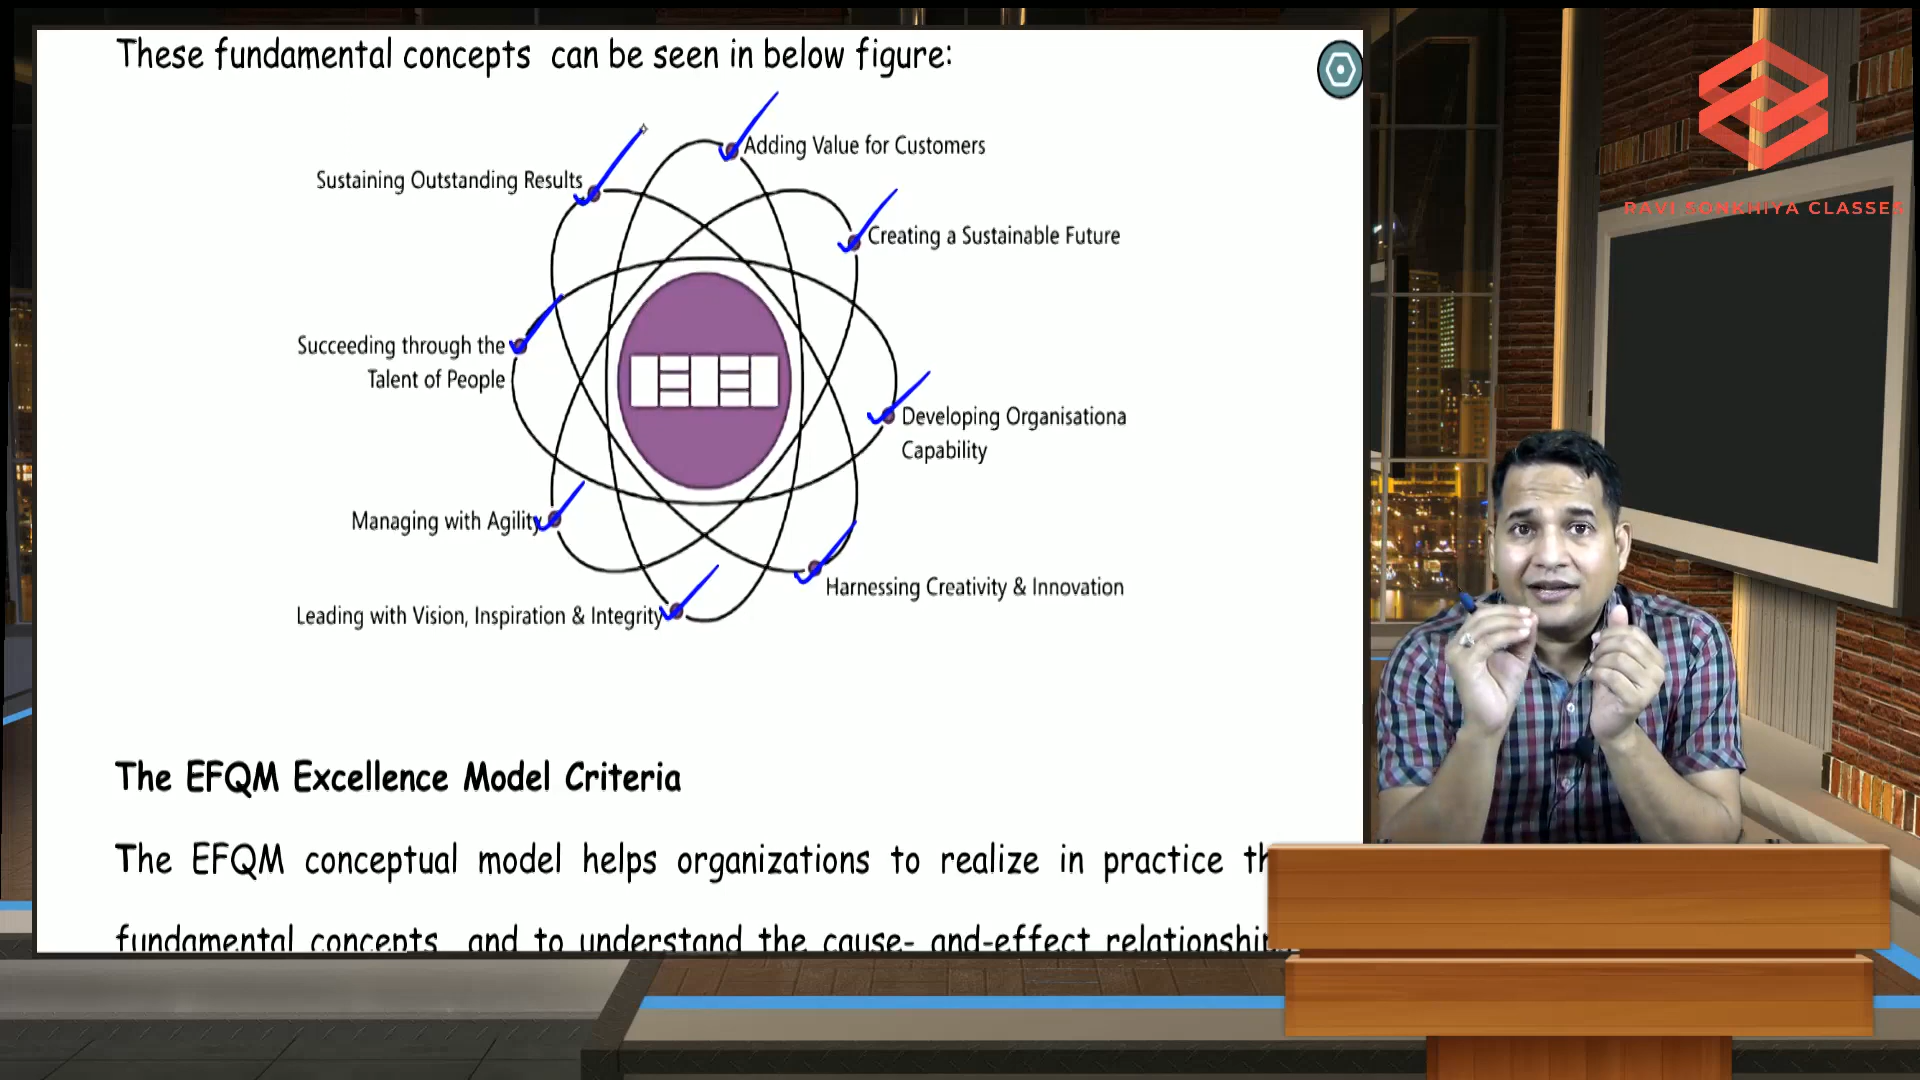 These fundamental concepts can be seen in below figure:
Adding Value for Customers
Sustaining Outstanding Results
Creating a Sustainable Future
Succeeding through the
Talent of People
Developing Organisationa
Capability
Managing with Agility
Harnessing Creativity & Innovation
Leading with Vision, Inspiration & Integrity
The EFQM Excellence Model Criteria
The EFQM conceptual model helps organizations to realize in practice
fundamental concepts and to understand the cause- and-effect
RAVI SONKHIYA CLASSES